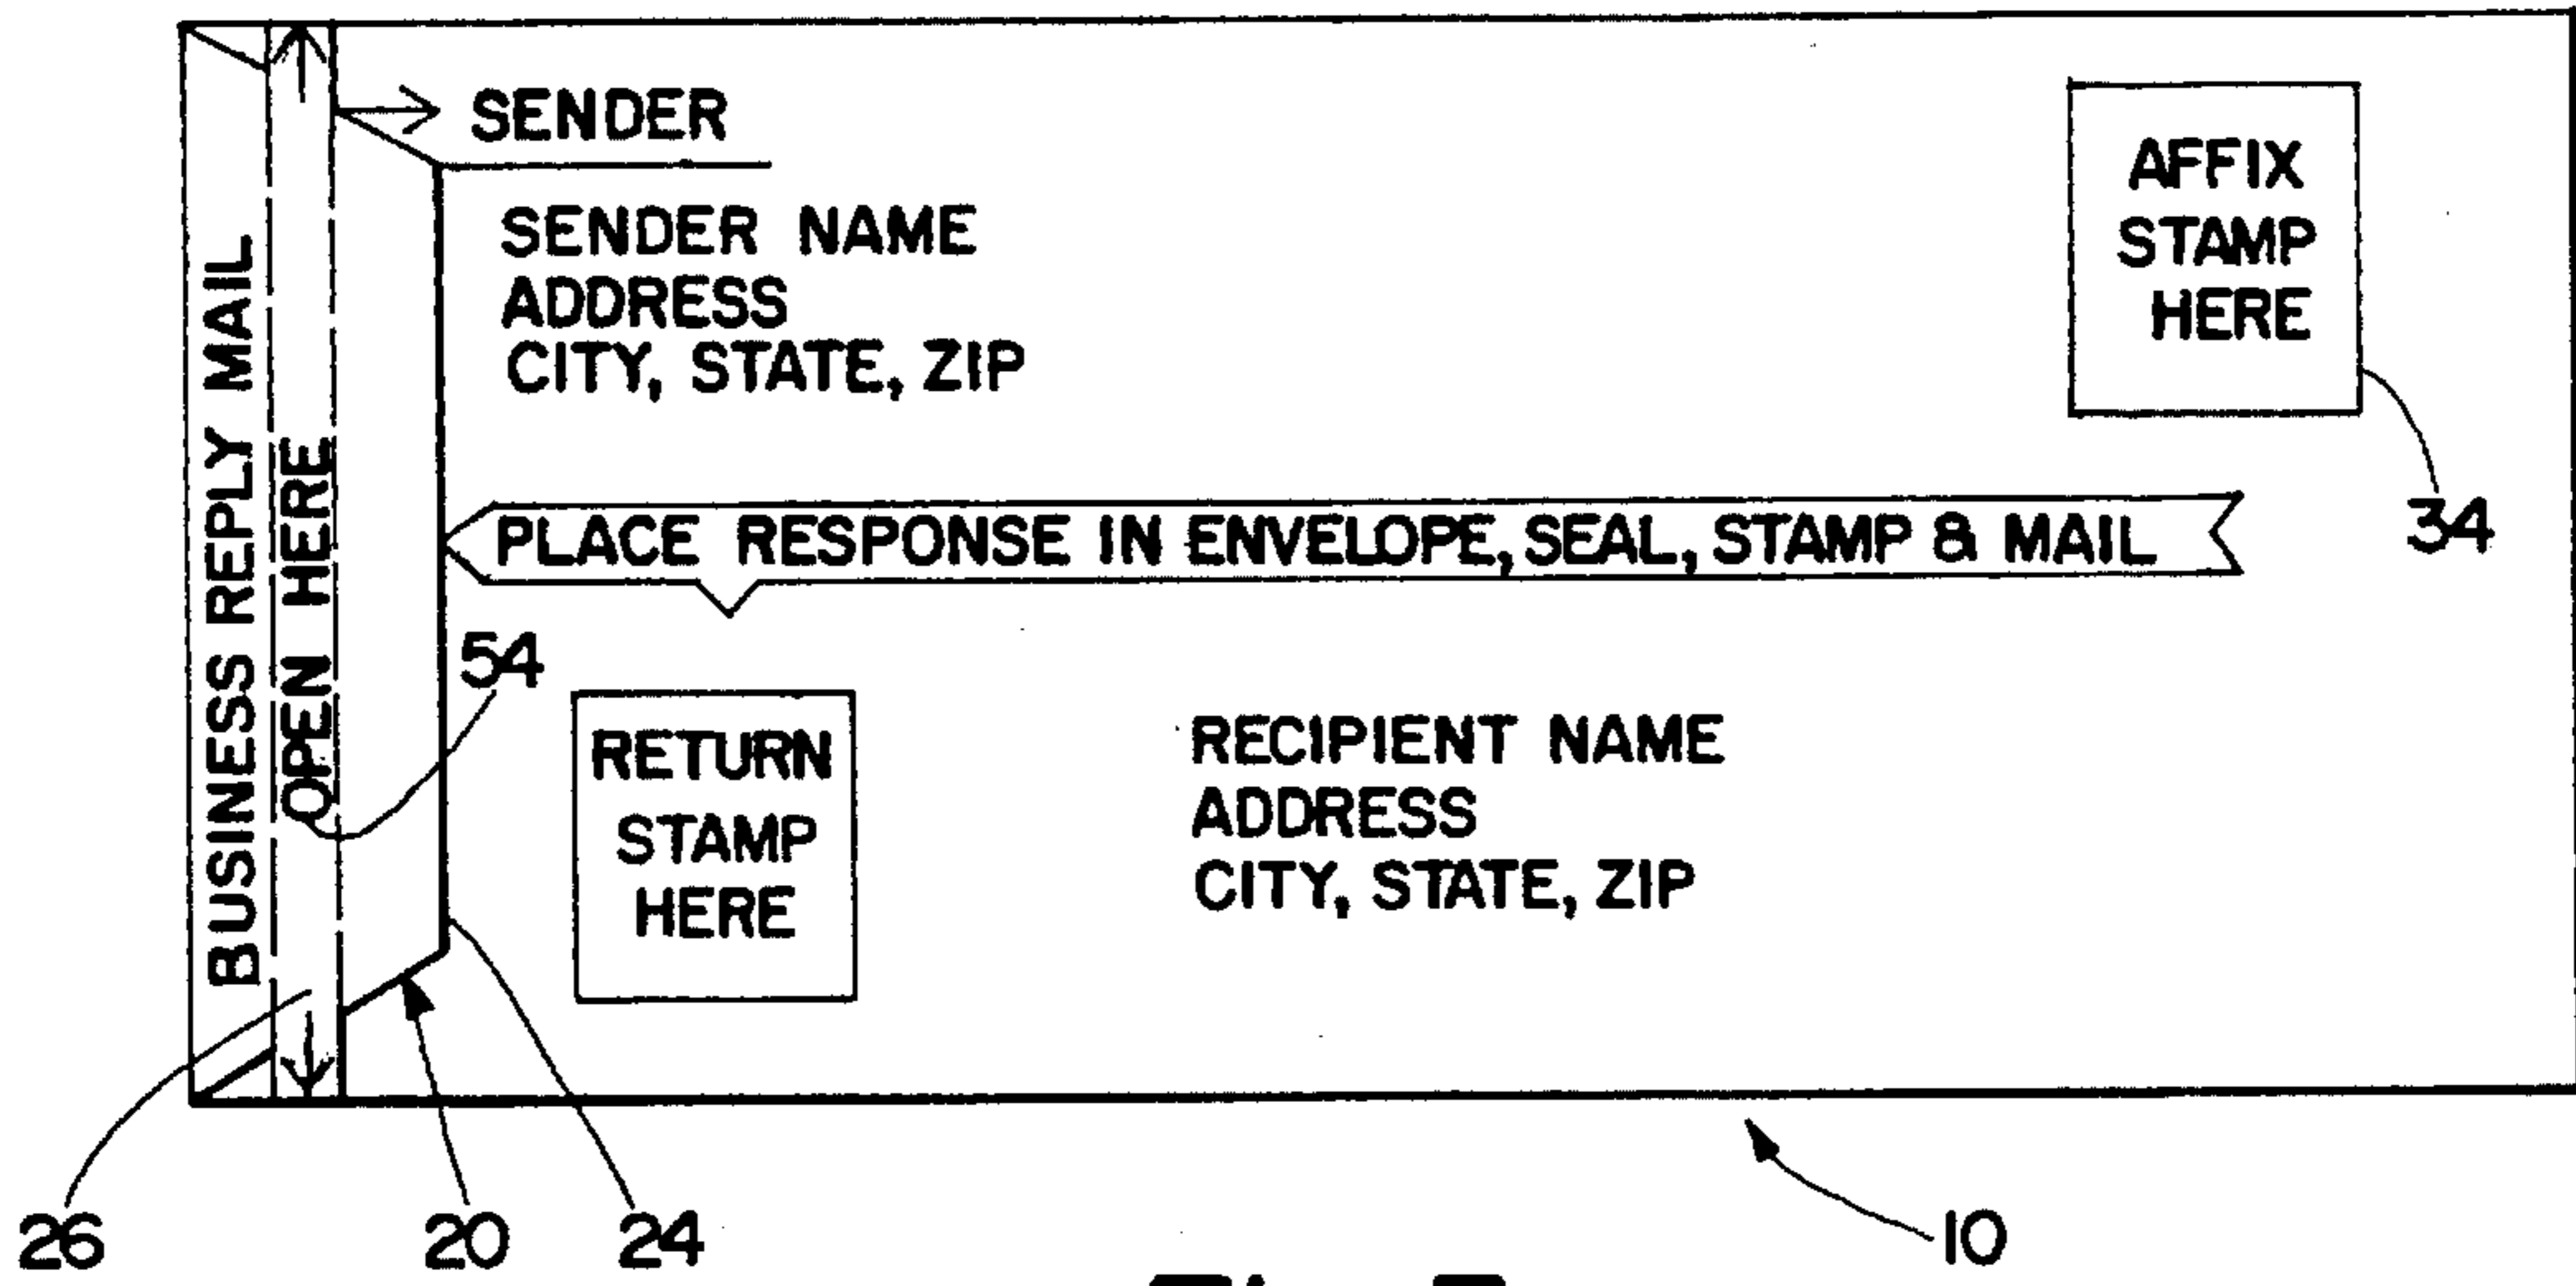 BUSINESS REPLY MAIL
OPEN HERE
SENDER
SENDER NAME
ADDRESS
CITY, STATE, ZIP
AFFIX
STAMP
HERE
34
PLACE RESPONSE IN ENVELOPE, SEAL, STAMP & MAIL
54
RETURN
STAMP
HERE
RECIPIENT NAME
ADDRESS
CITY, STATE, ZIP
26
20
24
10